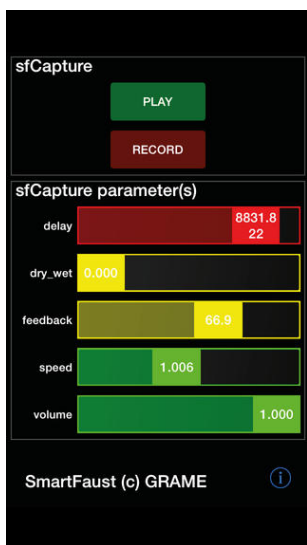 sfCapture
PLAY
RECORD
sfCapture parameter(s)
delay
8831.8
22
dry_wet
0.000
feedback
66.9
speed
1.006
volume
1.000
SmartFaust (c) GRAME
i